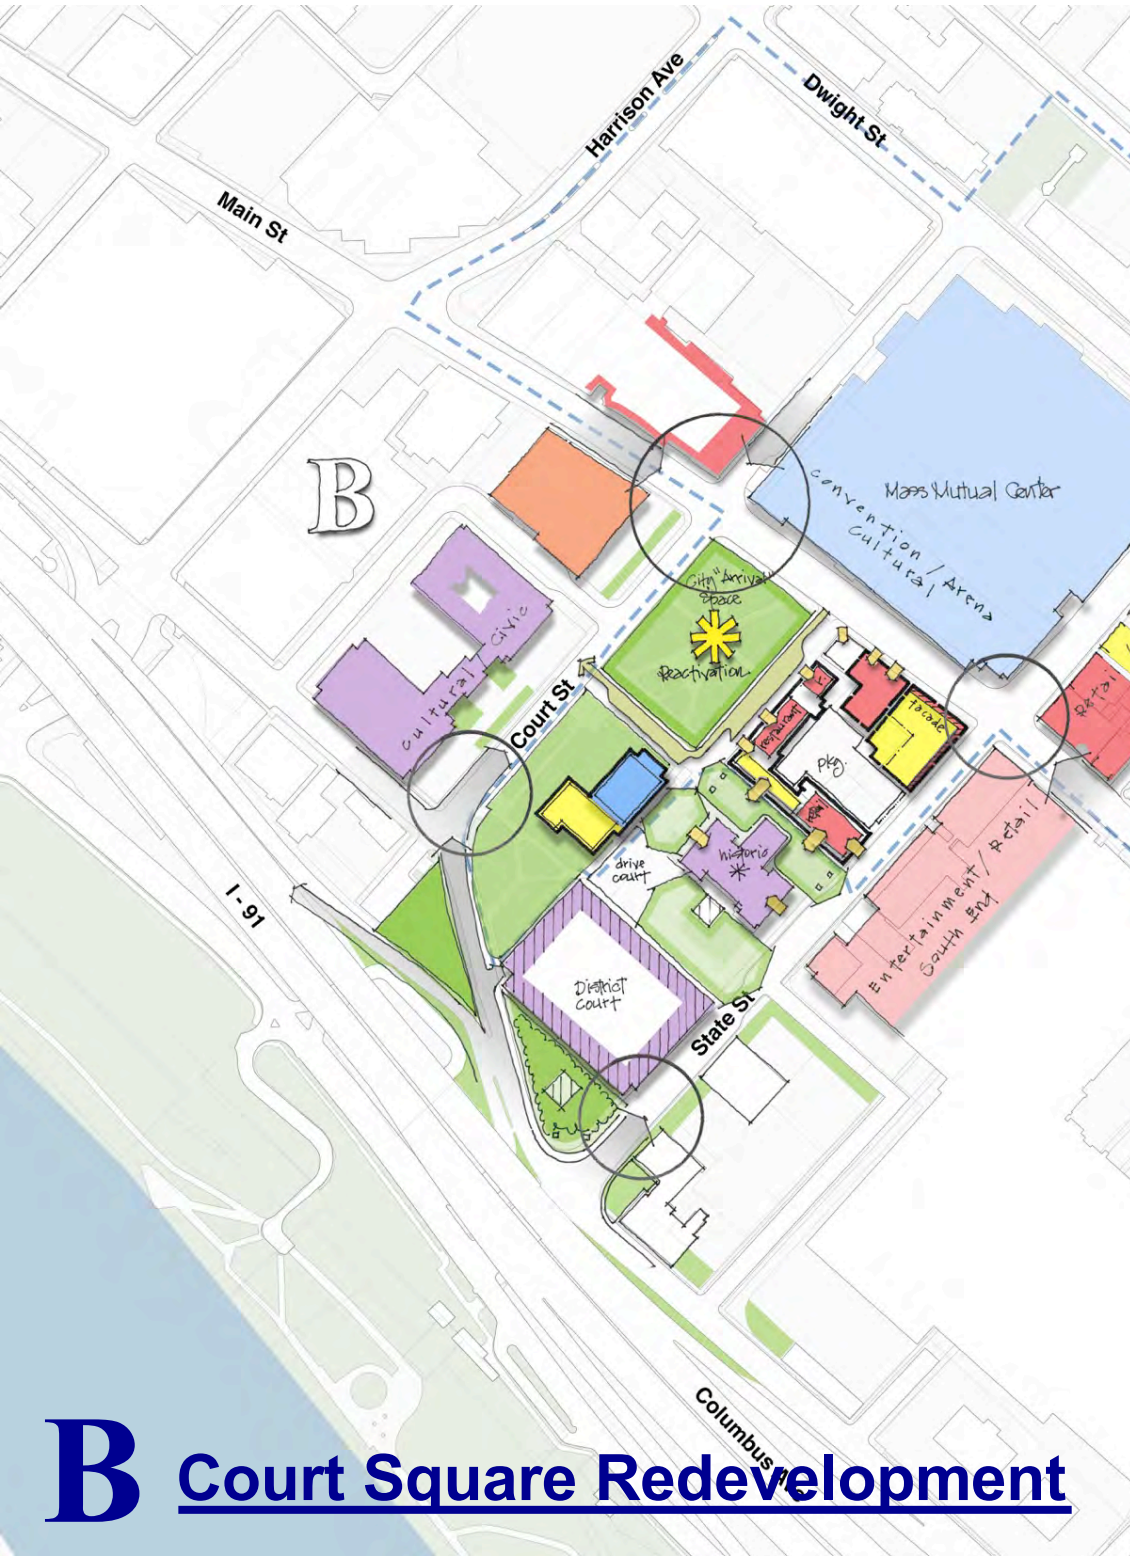 Harrison Ave
Dwight St
Main St
B
Mass Mutual Center
convention / Arena
cultural
City "Arrival"
Space
Reactivation
cultural / civic
Court St
Retail
facade
restaurant
pkg.
historic
drive
court
Entertainment / Retail
South End
I - 91
District
Court
State St
Columbus Ave
B Court Square Redevelopment